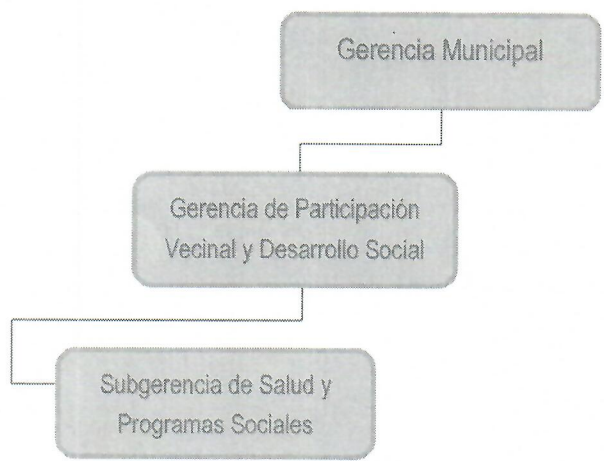 Gerencia Municipal
Gerencia de Participación
Vecinal y Desarrollo Social
Subgerencia de Salud y
Programas Sociales